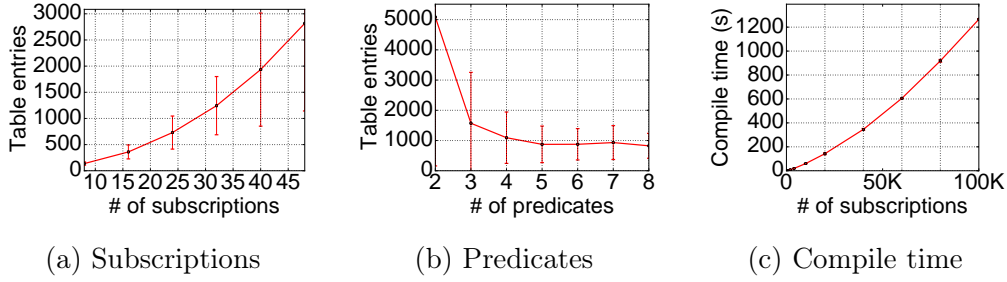 Table entries
3000
2500
2000
1500
1000
500
0
10 15 20 25 30 35 40 45
# of subscriptions
(a) Subscriptions
Table entries
5000
4000
3000
2000
1000
0
2 3 4 5 6 7 8
# of predicates
(b) Predicates
Compile time (s)
1200
1000
800
600
400
200
0
0 50K 100K
# of subscriptions
(c) Compile time